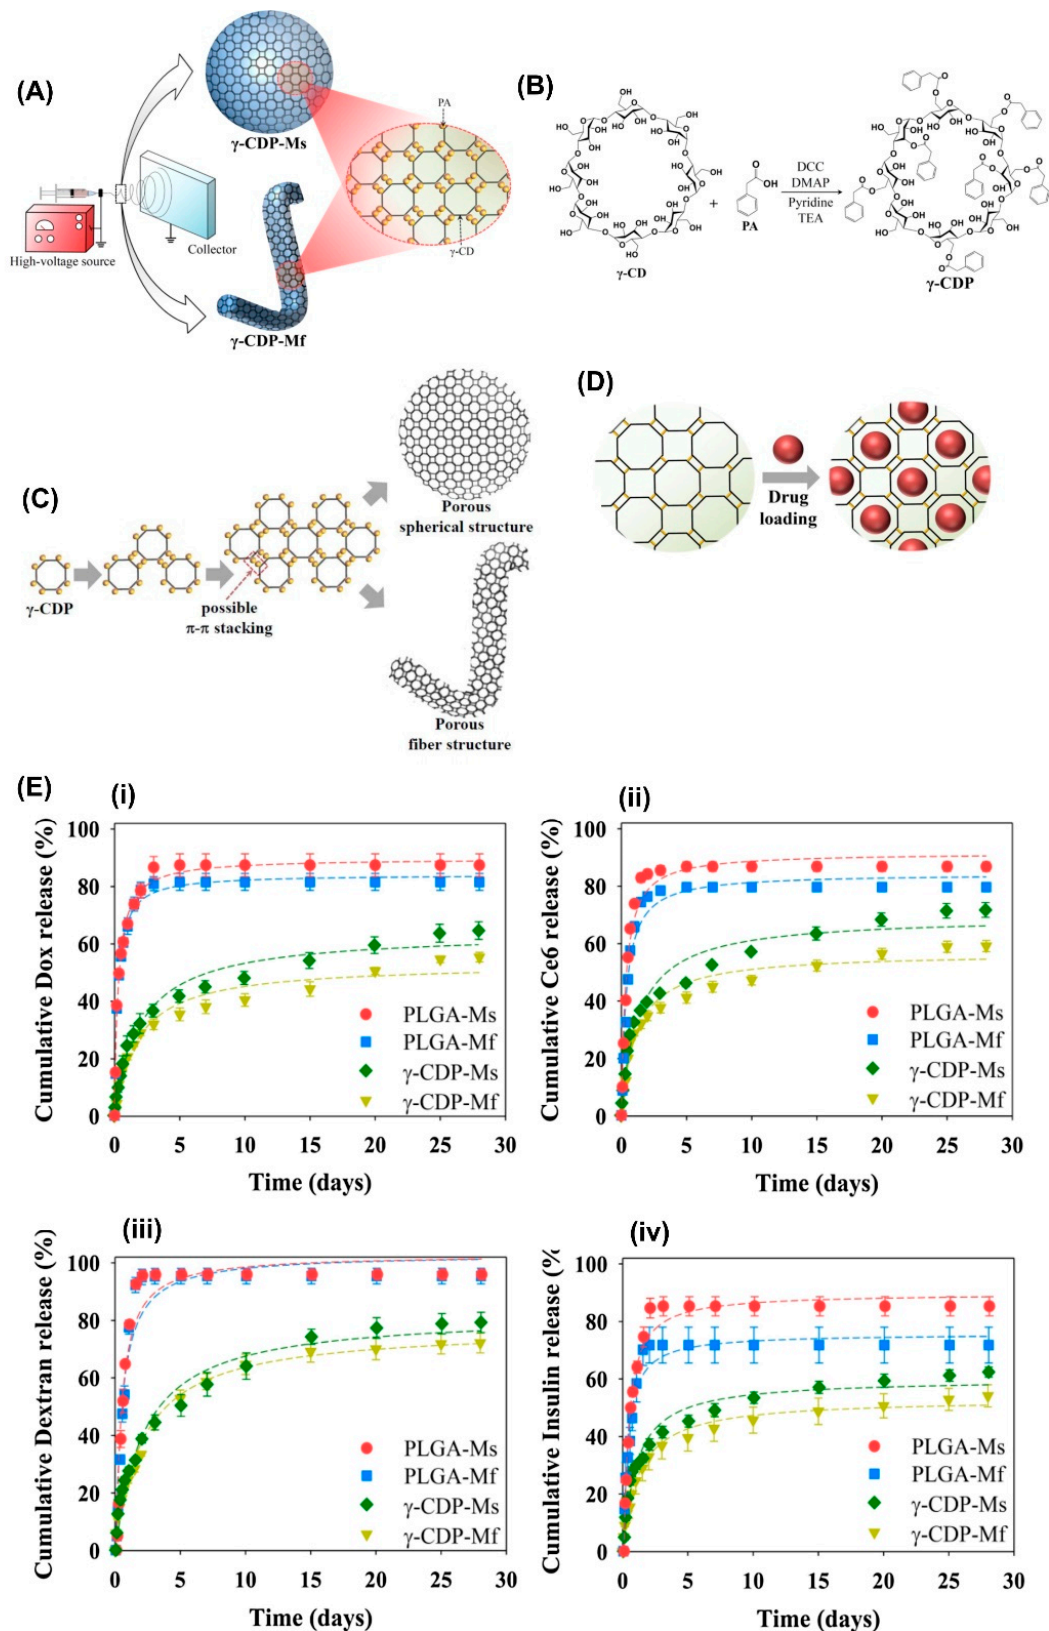 (A)
γ-CDP-Ms
PA
γ-CD
High-voltage source
Collector
γ-CDP-Mf
(B)
γ-CD
+
PA
DCC
DMAP
Pyridine
TEA
γ-CDP
(C)
γ-CDP
possible
π-π stacking
Porous
spherical structure
Porous
fiber structure
(D)
Drug
loading
(E)
(i)
Cumulative Dox release (%)
100
80
60
40
20
0
0 5 10 15 20 25 30
Time (days)
PLGA-Ms
PLGA-Mf
γ-CDP-Ms
γ-CDP-Mf
(ii)
Cumulative Ce6 release (%)
100
80
60
40
20
0
0 5 10 15 20 25 30
Time (days)
PLGA-Ms
PLGA-Mf
γ-CDP-Ms
γ-CDP-Mf
(iii)
Cumulative Dextran release (%)
100
80
60
40
20
0
0 5 10 15 20 25 30
Time (days)
PLGA-Ms
PLGA-Mf
γ-CDP-Ms
γ-CDP-Mf
(iv)
Cumulative Insulin release (%
100
80
60
40
20
0
0 5 10 15 20 25 30
Time (days)
PLGA-Ms
PLGA-Mf
γ-CDP-Ms
γ-CDP-Mf